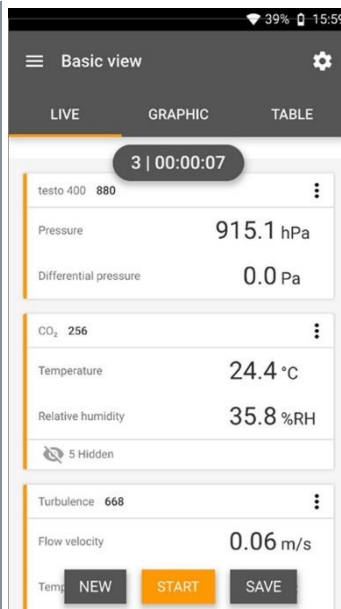 39% 15:59
Basic view
LIVE GRAPHIC TABLE
3 | 00:00:07
testo 400 880
Pressure 915.1 hPa
Differential pressure 0.0 Pa
CO₂ 256
Temperature 24.4 °C
Relative humidity 35.8 %RH
5 Hidden
Turbulence 668
Flow velocity 0.06 m/s
NEW START SAVE